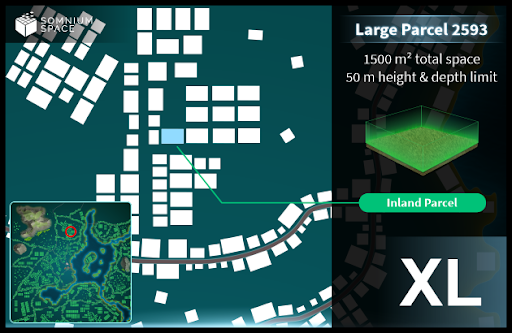 SOMNIUM
SPACE
Large Parcel 2593
1500 m² total space
50 m height & depth limit
Inland Parcel
XL